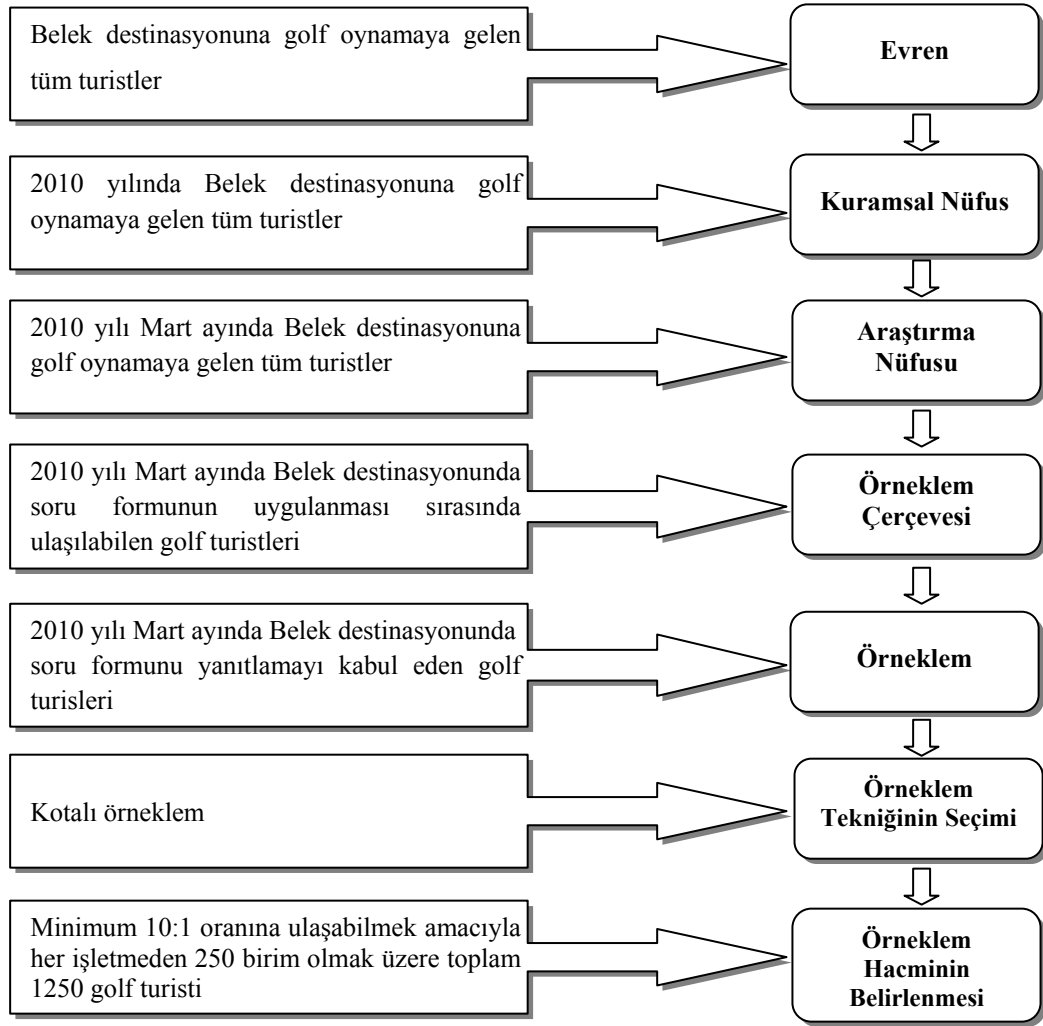 Belek destinasyonuna golf oynamaya gelen
tüm turistler
Evren
2010 yılında Belek destinasyonuna golf
oynamaya gelen tüm turistler
Kuramsal Nüfus
2010 yılı Mart ayında Belek destinasyonuna
golf oynamaya gelen tüm turistler
Araştırma
Nüfusu
2010 yılı Mart ayında Belek destinasyonunda
soru formunun uygulanması sırasında
ulaşılabilen golf turistleri
Örneklem
Çerçevesi
2010 yılı Mart ayında Belek destinasyonunda
soru formunu yanıtlamayı kabul eden golf
turisleri
Örneklem
Kotalı örneklem
Örneklem
Tekniğinin Seçimi
Minimum 10:1 oranına ulaşabilmek amacıyla
her işletmeden 250 birim olmak üzere toplam
1250 golf turisti
Örneklem
Hacminin
Belirlenmesi